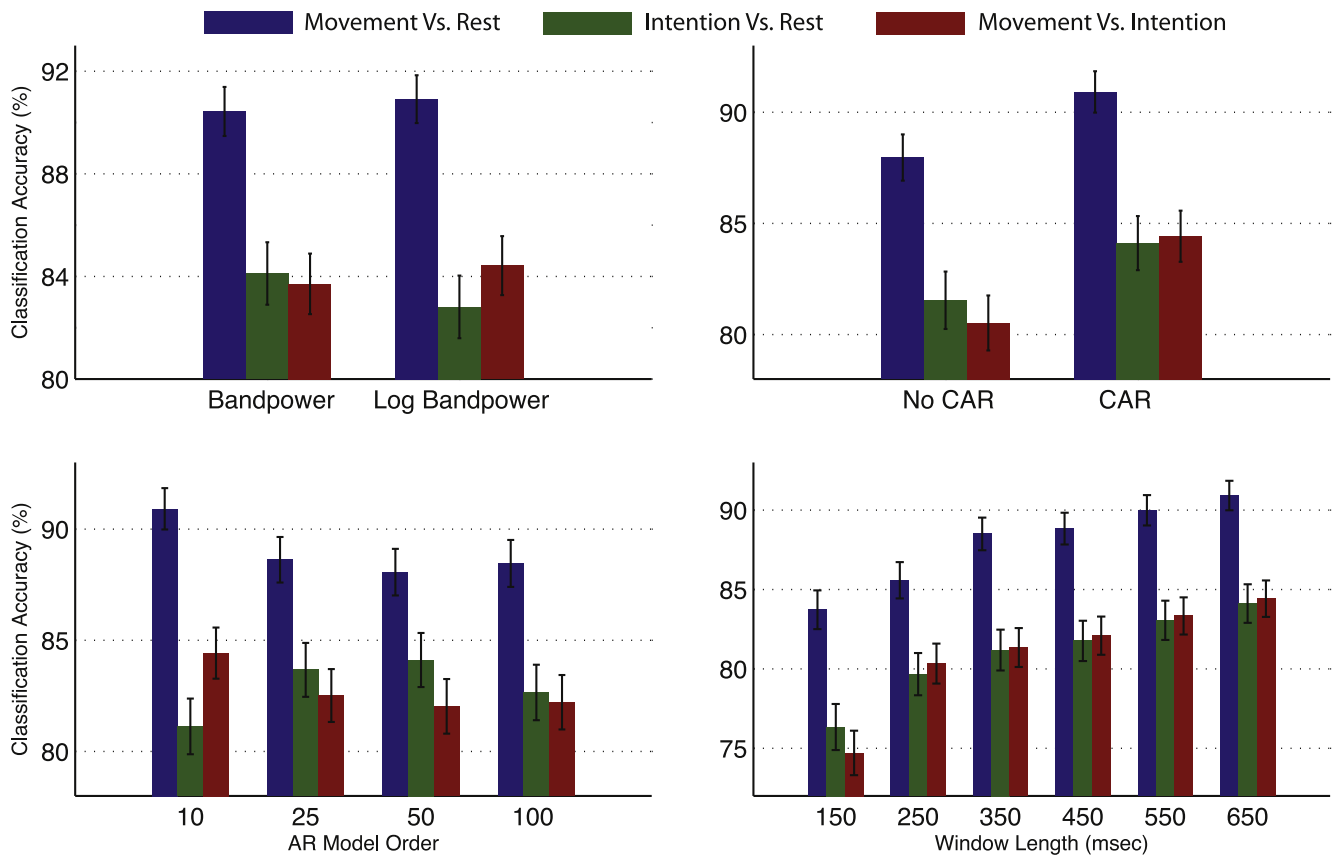 Movement Vs. Rest Intention Vs. Rest Movement Vs. Intention
Classification Accuracy (%)
92
88
84
80
Bandpower Log Bandpower
90
85
80
No CAR CAR
Classification Accuracy (%)
90
85
80
10 25 50 100
AR Model Order
90
85
80
75
150 250 350 450 550 650
Window Length (msec)